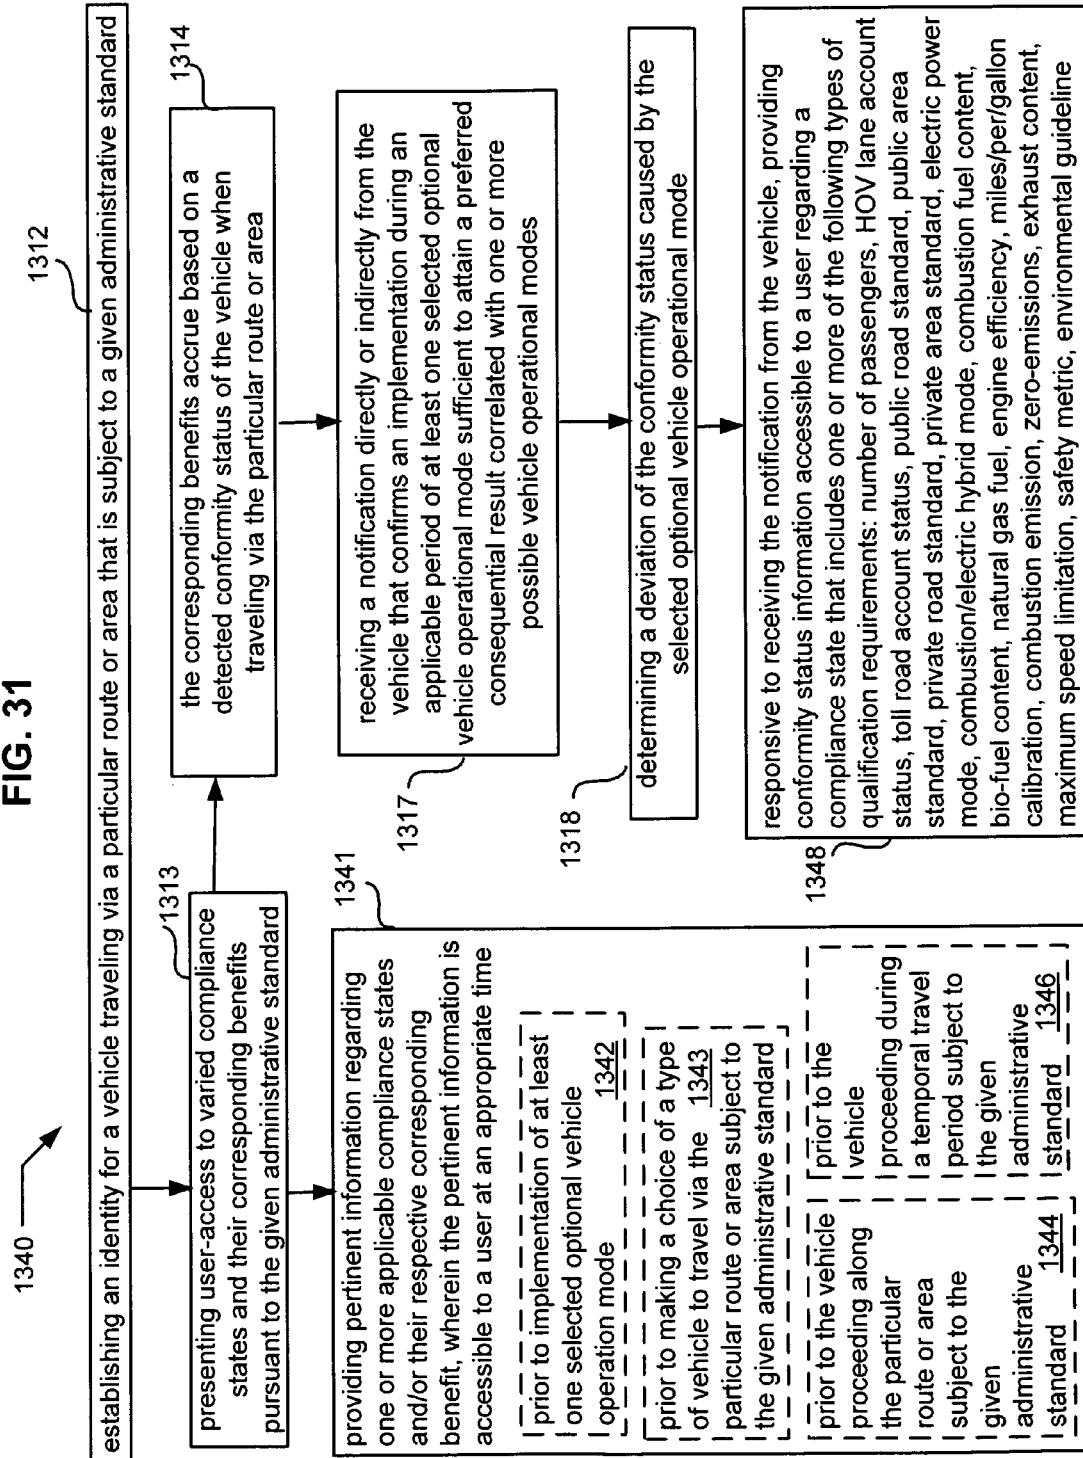 FIG. 31
1340
1312
establishing an identity for a vehicle traveling via a particular route or area that is subject to a given administrative standard
1313
presenting user-access to varied compliance
states and their corresponding benefits
pursuant to the given administrative standard
1314
the corresponding benefits accrue based on a
detected conformity status of the vehicle when
traveling via the particular route or area
1341
providing pertinent information regarding
one or more applicable compliance states
and/or their respective corresponding
benefit, wherein the pertinent information is
accessible to a user at an appropriate time
prior to implementation of at least
one selected optional vehicle
operation mode 1342
prior to making a choice of a type
of vehicle to travel via the 1343
particular route or area subject to
the given administrative standard
prior to the vehicle
proceeding along
the particular
route or area
subject to the
given
administrative
standard 1344
prior to the
vehicle
proceeding during
a temporal travel
period subject to
the given
administrative
standard 1346
1317
receiving a notification directly or indirectly from the
vehicle that confirms an implementation during an
applicable period of at least one selected optional
vehicle operational mode sufficient to attain a preferred
consequential result correlated with one or more
possible vehicle operational modes
1318
determining a deviation of the conformity status caused by the
selected optional vehicle operational mode
1348
responsive to receiving the notification from the vehicle, providing
conformity status information accessible to a user regarding a
compliance state that includes one or more of the following types of
qualification requirements: number of passengers, HOV lane account
status, toll road account status, public road standard, public area
standard, private road standard, private area standard, electric power
mode, combustion/electric hybrid mode, combustion fuel content,
bio-fuel content, natural gas fuel, engine efficiency, miles/per/gallon
calibration, combustion emission, zero-emissions, exhaust content,
maximum speed limitation, safety metric, environmental guideline